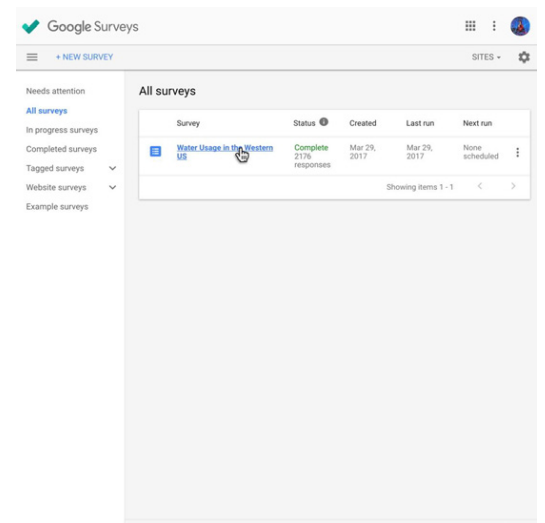 Google Surveys
+ NEW SURVEY
SITES
Needs attention
All surveys
In progress surveys
Completed surveys
Tagged surveys
Website surveys
Example surveys
All surveys
Survey Status Created Last run Next run
Water Usage in the Western Complete Mar 29, Mar 29, None
US 2176 2017 2017 scheduled
responses
Showing items 1 - 1